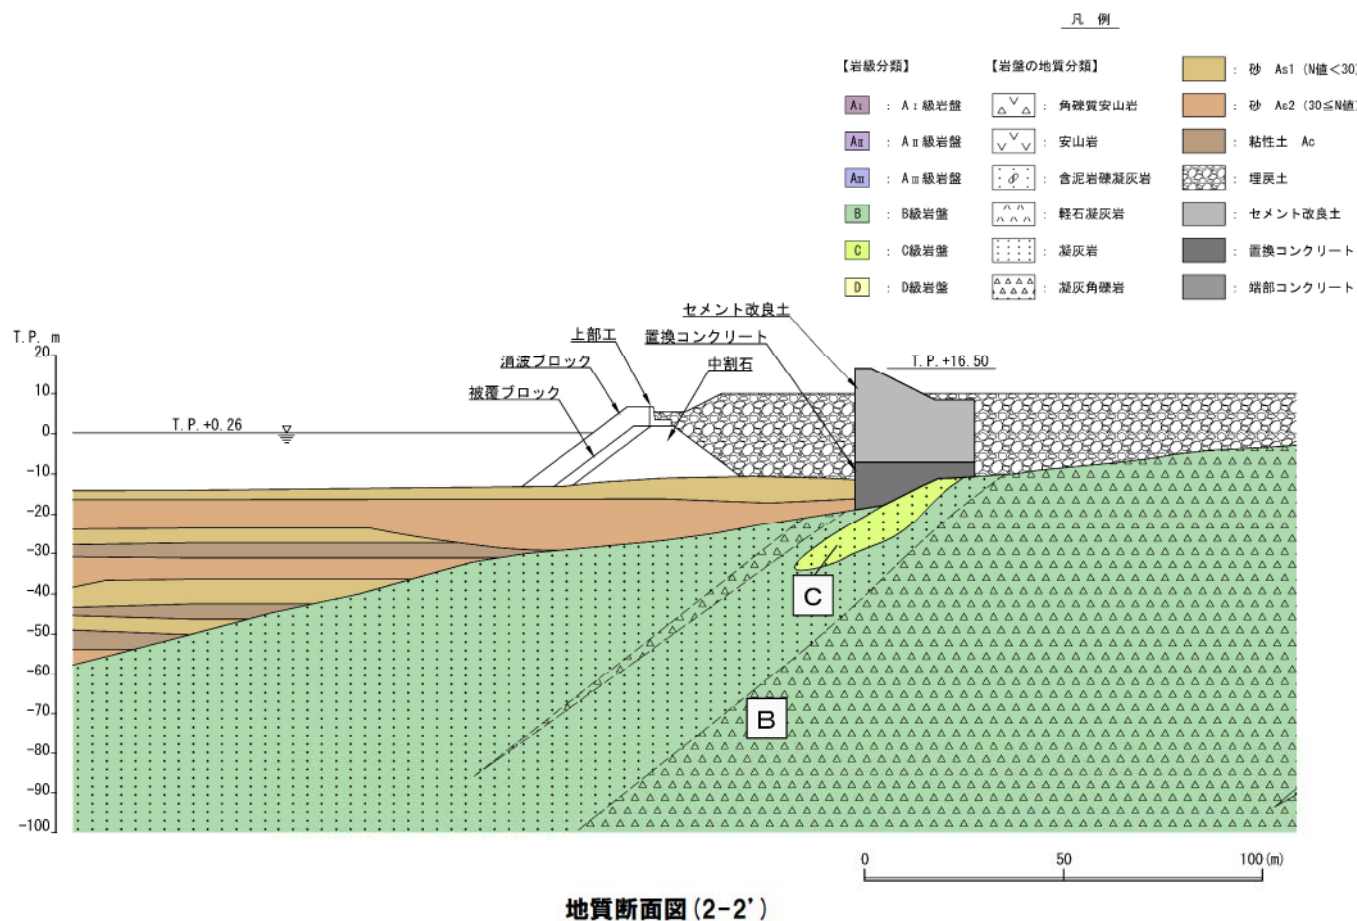 凡 例
【岩級分類】
AⅠ : AⅠ級岩盤
AⅡ : AⅡ級岩盤
AⅢ : AⅢ級岩盤
B : B級岩盤
C : C級岩盤
D : D級岩盤
【岩盤の地質分類】
: 角礫質安山岩
: 安山岩
: 含泥岩礫凝灰岩
: 軽石凝灰岩
: 凝灰岩
: 凝灰角礫岩
: 砂 As1 (N値<30)
: 砂 As2 (30≦N値)
: 粘性土 Ac
: 埋戻土
: セメント改良土
: 置換コンクリート
: 端部コンクリート
セメント改良土
置換コンクリート
上部工
消波ブロック
中割石
被覆ブロック
T.P.+16.50
T.P.+0.26
T.P. m
20
10
0
-10
-20
-30
-40
-50
-60
-70
-80
-90
-100
C
B
0 50 100(m)
地質断面図(2-2')